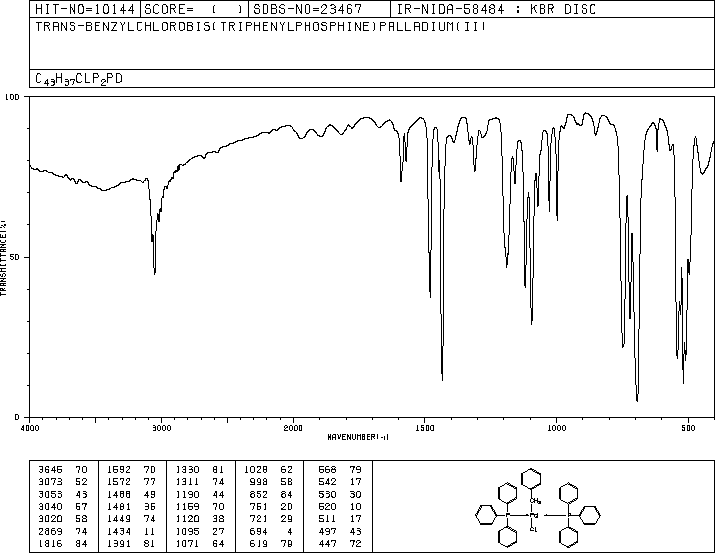 HIT-NO=10144 SCORE= ( ) SDBS-NO=23467 IR-NIDA-58484 : KBR DISC
TRANS-BENZYLCHLOROBIS(TRIPHENYLPHOSPHINE)PALLADIUM(II)
C43H37CLP2PD
100
TRANSMITTANCE(%)
50
0
4000 3000 2000 1500 1000 500
WAVENUMBER(-1)
3645 70 1592 70 1330 81 1028 62 668 79
3073 52 1572 77 1311 74 998 58 542 17
3053 43 1488 49 1190 44 852 84 530 30
3040 57 1481 36 1159 70 751 20 520 10
3020 58 1449 74 1120 38 721 29 511 17
2869 74 1434 11 1095 27 694 4 497 43
1816 84 1391 81 1071 64 619 79 447 72
CH2
P Pd P
Cl